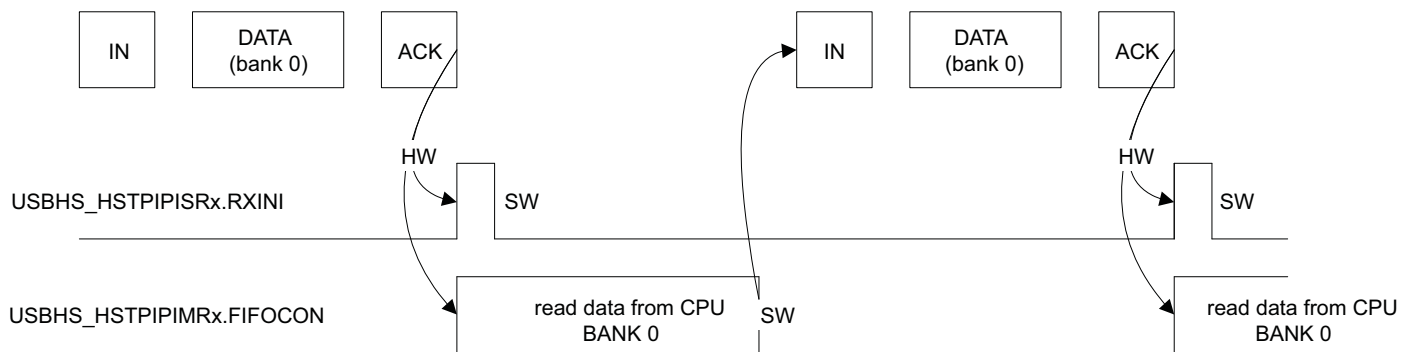 IN
DATA
(bank 0)
ACK
IN
DATA
(bank 0)
ACK
HW
HW
USBHS_HSTPIPISRx.RXINI
SW
SW
USBHS_HSTPIPIMRx.FIFOCON
read data from CPU
BANK 0
SW
read data from CPU
BANK 0